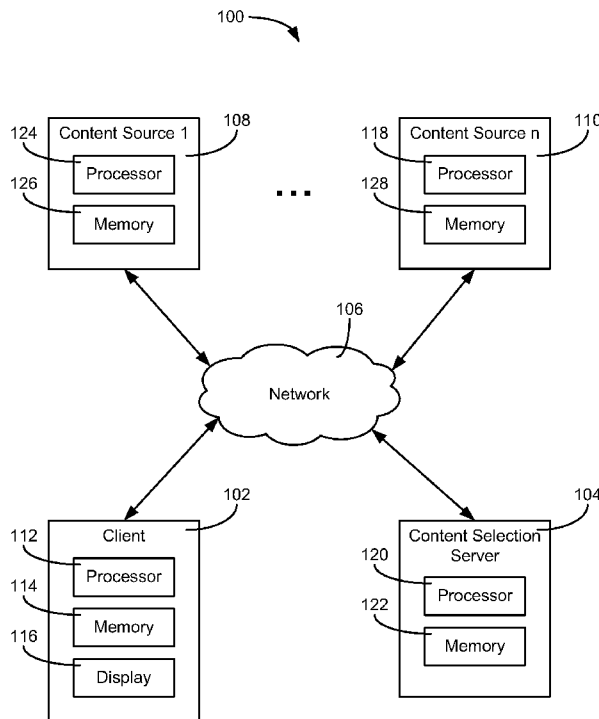 100
Content Source 1
108
124
Processor
126
Memory
...
Content Source n
110
118
Processor
128
Memory
106
Network
Client
102
112
Processor
114
Memory
116
Display
Content Selection
Server
104
120
Processor
122
Memory